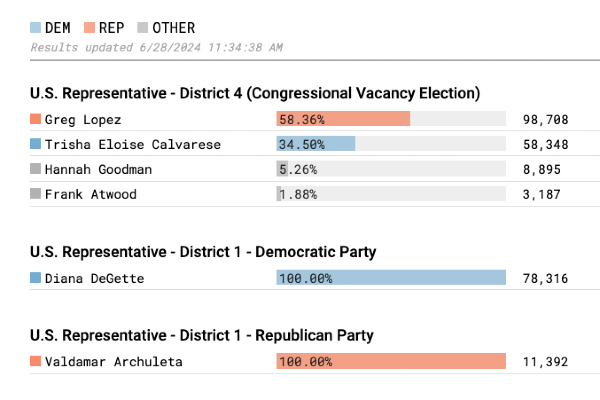 DEM REP OTHER
Results updated 6/28/2024 11:34:38 AM
U.S. Representative - District 4 (Congressional Vacancy Election)
Greg Lopez 58.36% 98,708
Trisha Eloise Calvarese 34.50% 58,348
Hannah Goodman 5.26% 8,895
Frank Atwood 1.88% 3,187
U.S. Representative - District 1 - Democratic Party
Diana DeGette 100.00% 78,316
U.S. Representative - District 1 - Republican Party
Valdamar Archuleta 100.00% 11,392